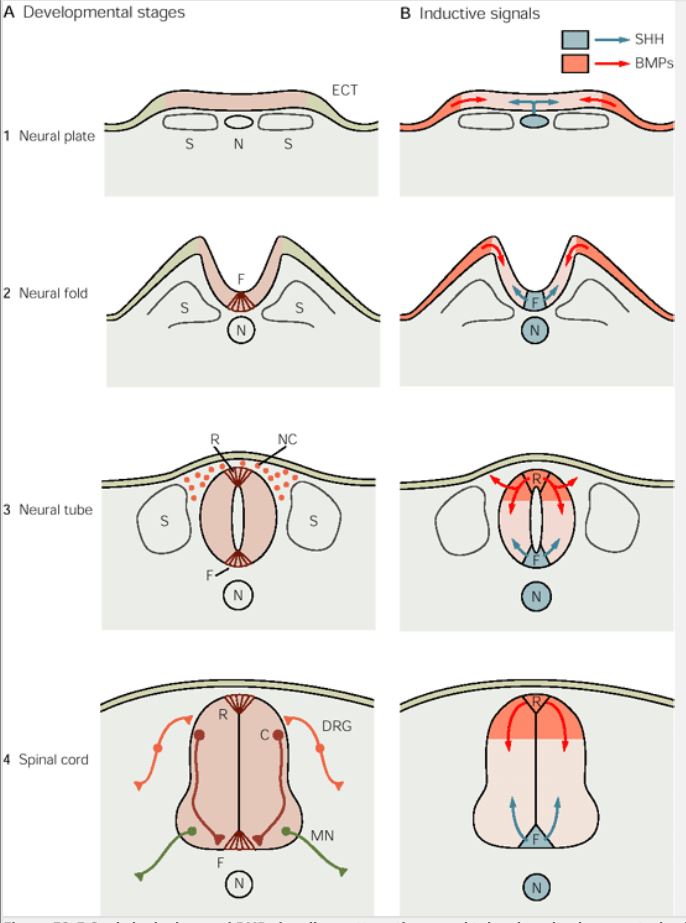 A Developmental stages
B Inductive signals
SHH
BMPs
ECT
1 Neural plate
S N S
F
2 Neural fold
S S
N
F
N
R NC
3 Neural tube
S S
F
N
R
F
N
R
C
DRG
4 Spinal cord
MN
F
N
R
F
N